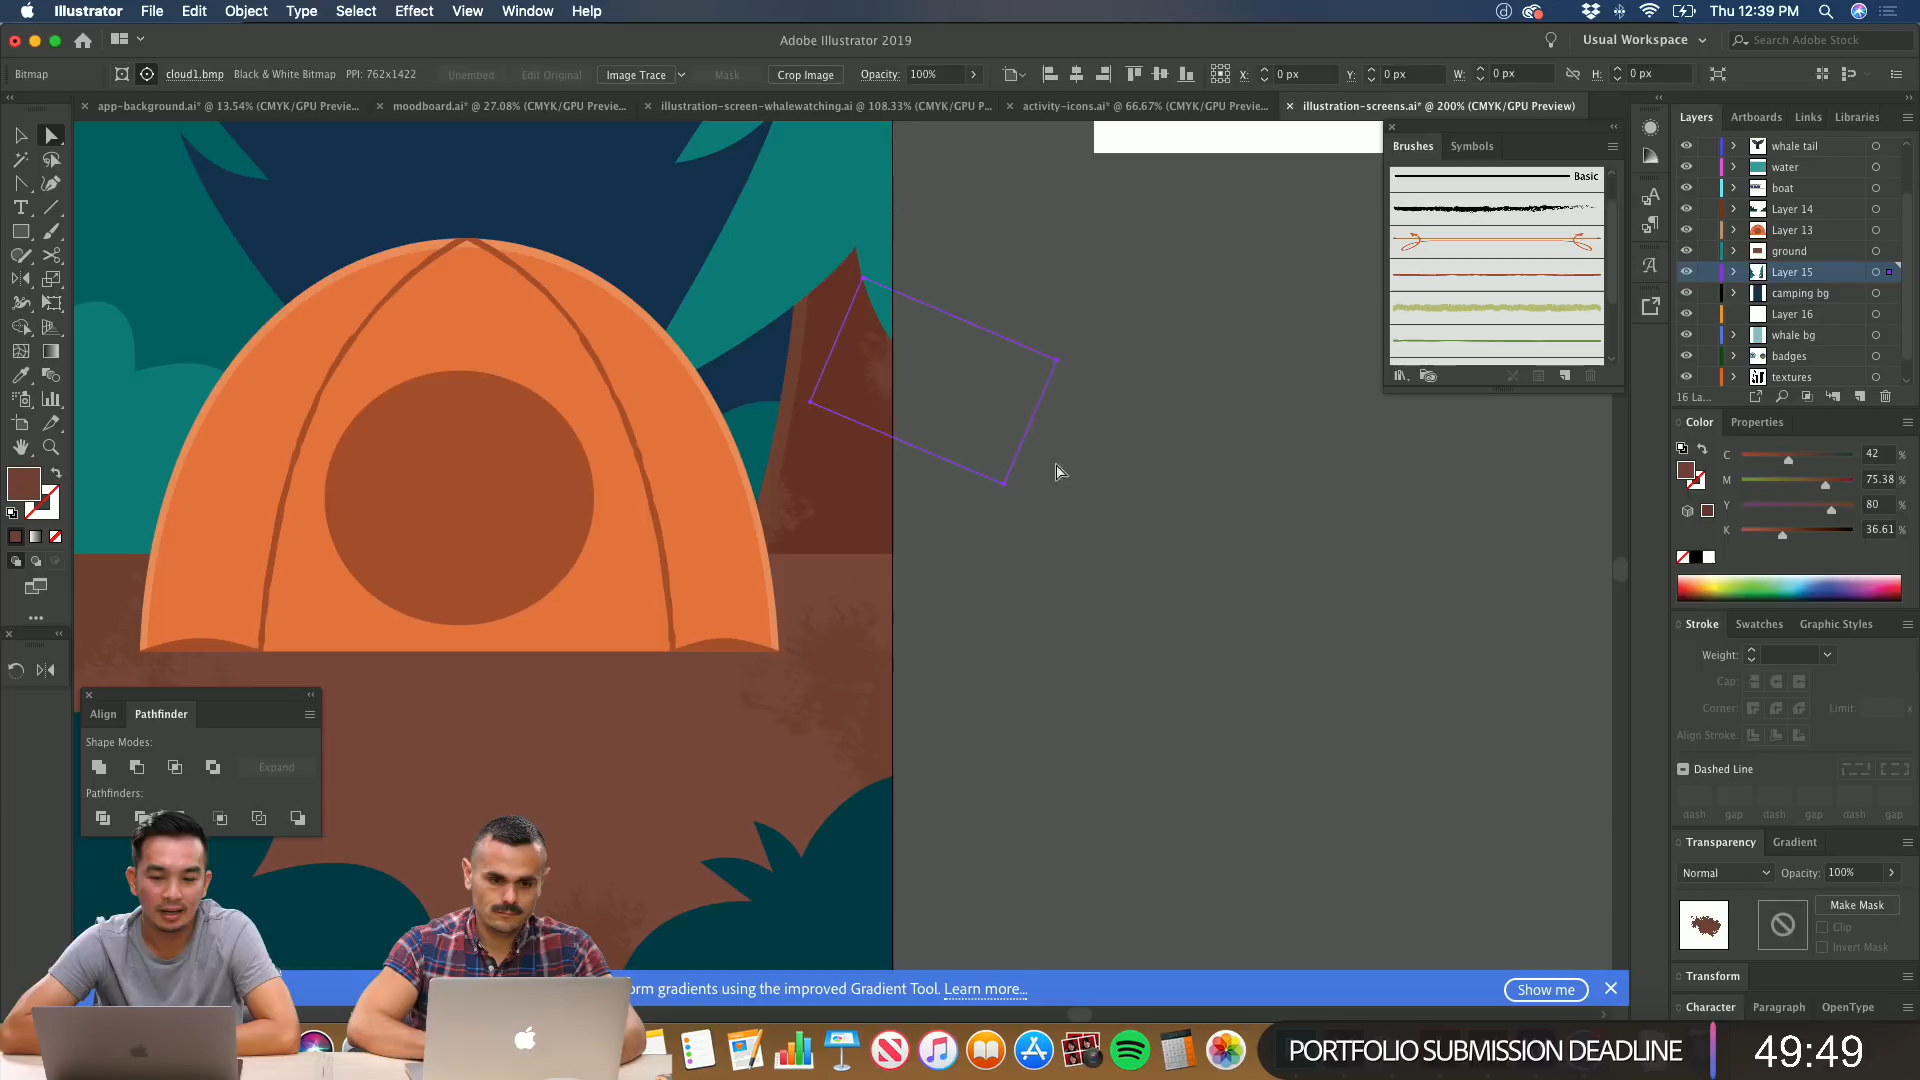 Illustrator File Edit Object Type Select Effect View Window Help
Thu 12:39 PM
Adobe Illustrator 2019
Usual Workspace
Search Adobe Stock
Bitmap
cloud1.bmp
Black & White Bitmap
PPI: 762x1422
Unembed
Edit Original
Image Trace
Mask
Crop Image
Opacity: 100%
X: 0 px
Y: 0 px
W: 0 px
H: 0 px
app-background.ai* @ 13.54% (CMYK/GPU Previe...
moodboard.ai* @ 27.08% (CMYK/GPU Previe...
illustration-screen-whalewatching.ai @ 108.33% (CMYK/GPU P...
activity-icons.ai* @ 66.67% (CMYK/GPU Previe...
illustration-screens.ai* @ 200% (CMYK/GPU Preview)
Brushes
Symbols
Basic
Layers
Artboards
Links
Libraries
whale tail
water
boat
Layer 14
Layer 13
ground
Layer 15
camping bg
Layer 16
whale bg
badges
textures
16 La...
Color
Properties
C 42 %
M 75.38 %
Y 80 %
K 36.61 %
Stroke
Swatches
Graphic Styles
Weight:
Cap:
Corner:
Limit:
x
Align Stroke:
Dashed Line
dash gap dash gap dash gap
Transparency
Gradient
Normal
Opacity: 100%
Make Mask
Clip
Invert Mask
Transform
Character
Paragraph
OpenType
Align
Pathfinder
Shape Modes:
Expand
Pathfinders:
orm gradients using the improved Gradient Tool. Learn more...
Show me
PORTFOLIO SUBMISSION DEADLINE
49:49